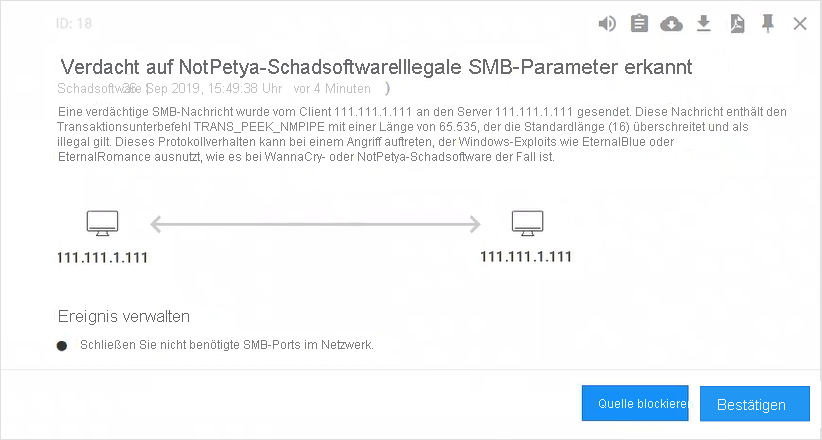 ID: 18
Verdacht auf NotPetya-SchadsoftwareIllegale SMB-Parameter erkannt
Schadsoftware | 26 Sep 2019, 15:49:38 Uhr vor 4 Minuten )
Eine verdächtige SMB-Nachricht wurde vom Client 111.111.1.111 an den Server 111.111.1.111 gesendet. Diese Nachricht enthält den
Transaktionsunterbefehl TRANS_PEEK_NMPIPE mit einer Länge von 65.535, der die Standardlänge (16) überschreitet und als
illegal gilt. Dieses Protokollverhalten kann bei einem Angriff auftreten, der Windows-Exploits wie EternalBlue oder
EternalRomance ausnutzt, wie es bei WannaCry- oder NotPetya-Schadsoftware der Fall ist.
111.111.1.111 111.111.1.111
Ereignis verwalten
Schließen Sie nicht benötigte SMB-Ports im Netzwerk.
Quelle blockieren Bestätigen